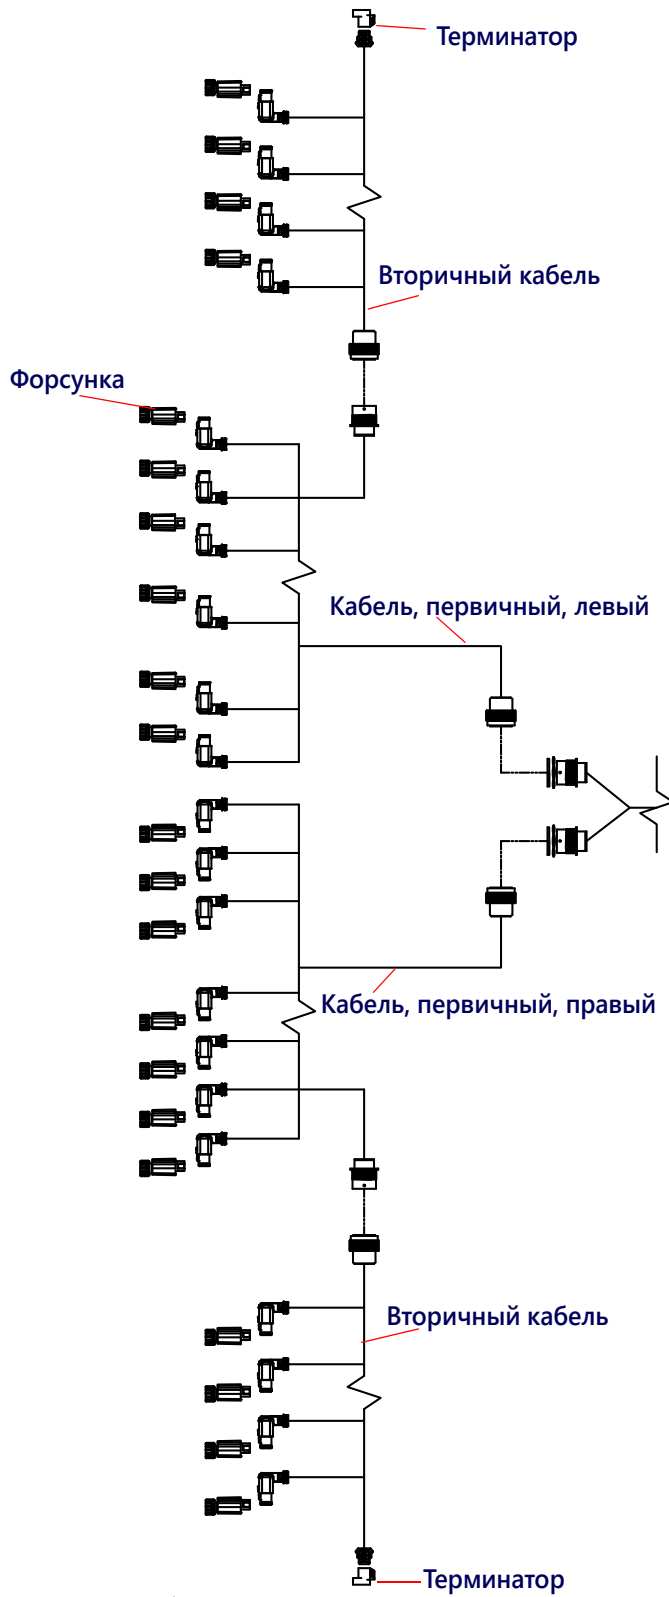 Терминатор
Вторичный кабель
Форсунка
Кабель, первичный, левый
Кабель, первичный, правый
Вторичный кабель
Терминатор